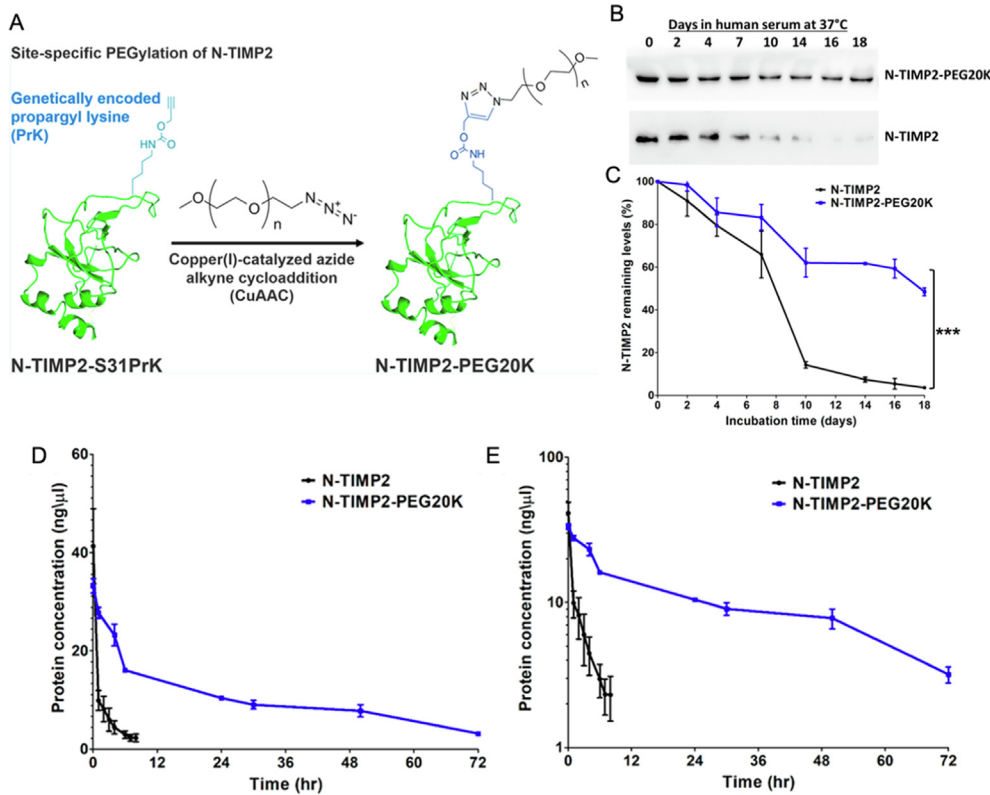 A
Site-specific PEGylation of N-TIMP2
Genetically encoded
propargyl lysine
(PrK)
O
O
NH
O
O
n
N
N
N
+
-
Copper(I)-catalyzed azide
alkyne cycloaddition
(CuAAC)
N
N
N
O
O
n
O
O
NH
N-TIMP2-S31PrK
N-TIMP2-PEG20K
B
Days in human serum at 37°C
0 2 4 7 10 14 16 18
N-TIMP2-PEG20K
N-TIMP2
C
N-TIMP2
N-TIMP2-PEG20K
N-TIMP2 remaining levels (%)
100
80
60
40
20
0
0 2 4 6 8 10 12 14 16 18
Incubation time (days)
***
D
N-TIMP2
N-TIMP2-PEG20K
Protein concentration (ng\µl)
60
40
20
0
0 12 24 36 48 60 72
Time (hr)
E
N-TIMP2
N-TIMP2-PEG20K
Protein concentration (ng\µl)
100
10
1
0 12 24 36 48 60 72
Time (hr)